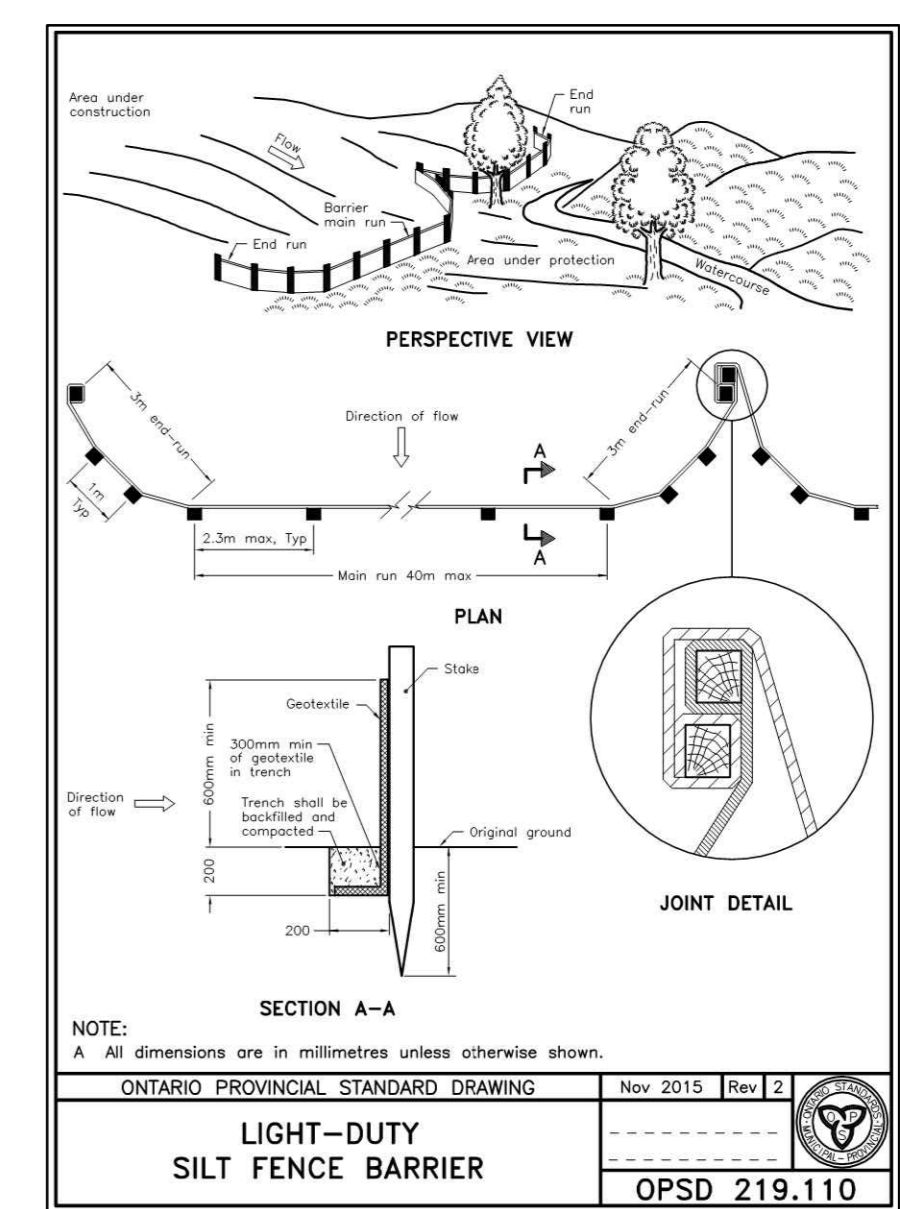 Area under
construction
Flow
End
run
Barrier
main run
End run
Area under protection
Watercourse
PERSPECTIVE VIEW
3m end-run
Direction of flow
3m end-run
A
1m
Typ
2.3m max, Typ
A
Main run 40m max
PLAN
Stake
Geotextile
600mm min
300mm min
of geotextile
in trench
Direction
of flow
Trench shall be
backfilled and
compacted
Original ground
200
600mm min
200
JOINT DETAIL
SECTION A-A
NOTE:
A All dimensions are in millimetres unless otherwise shown.
ONTARIO PROVINCIAL STANDARD DRAWING
Nov 2015
Rev
2
LIGHT-DUTY
SILT FENCE BARRIER
ONTARIO STANDARDS
MUNICIPAL - PROVINCIAL
O P
S
OPSD 219.110